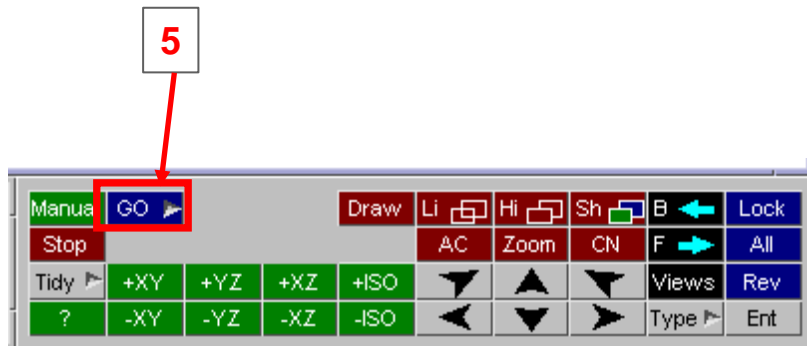 5
Manual GO Draw Li Hi Sh B Lock
Stop AC Zoom CN F All
Tidy +XY +YZ +XZ +ISO Views Rev
? -XY -YZ -XZ -ISO Type Ent